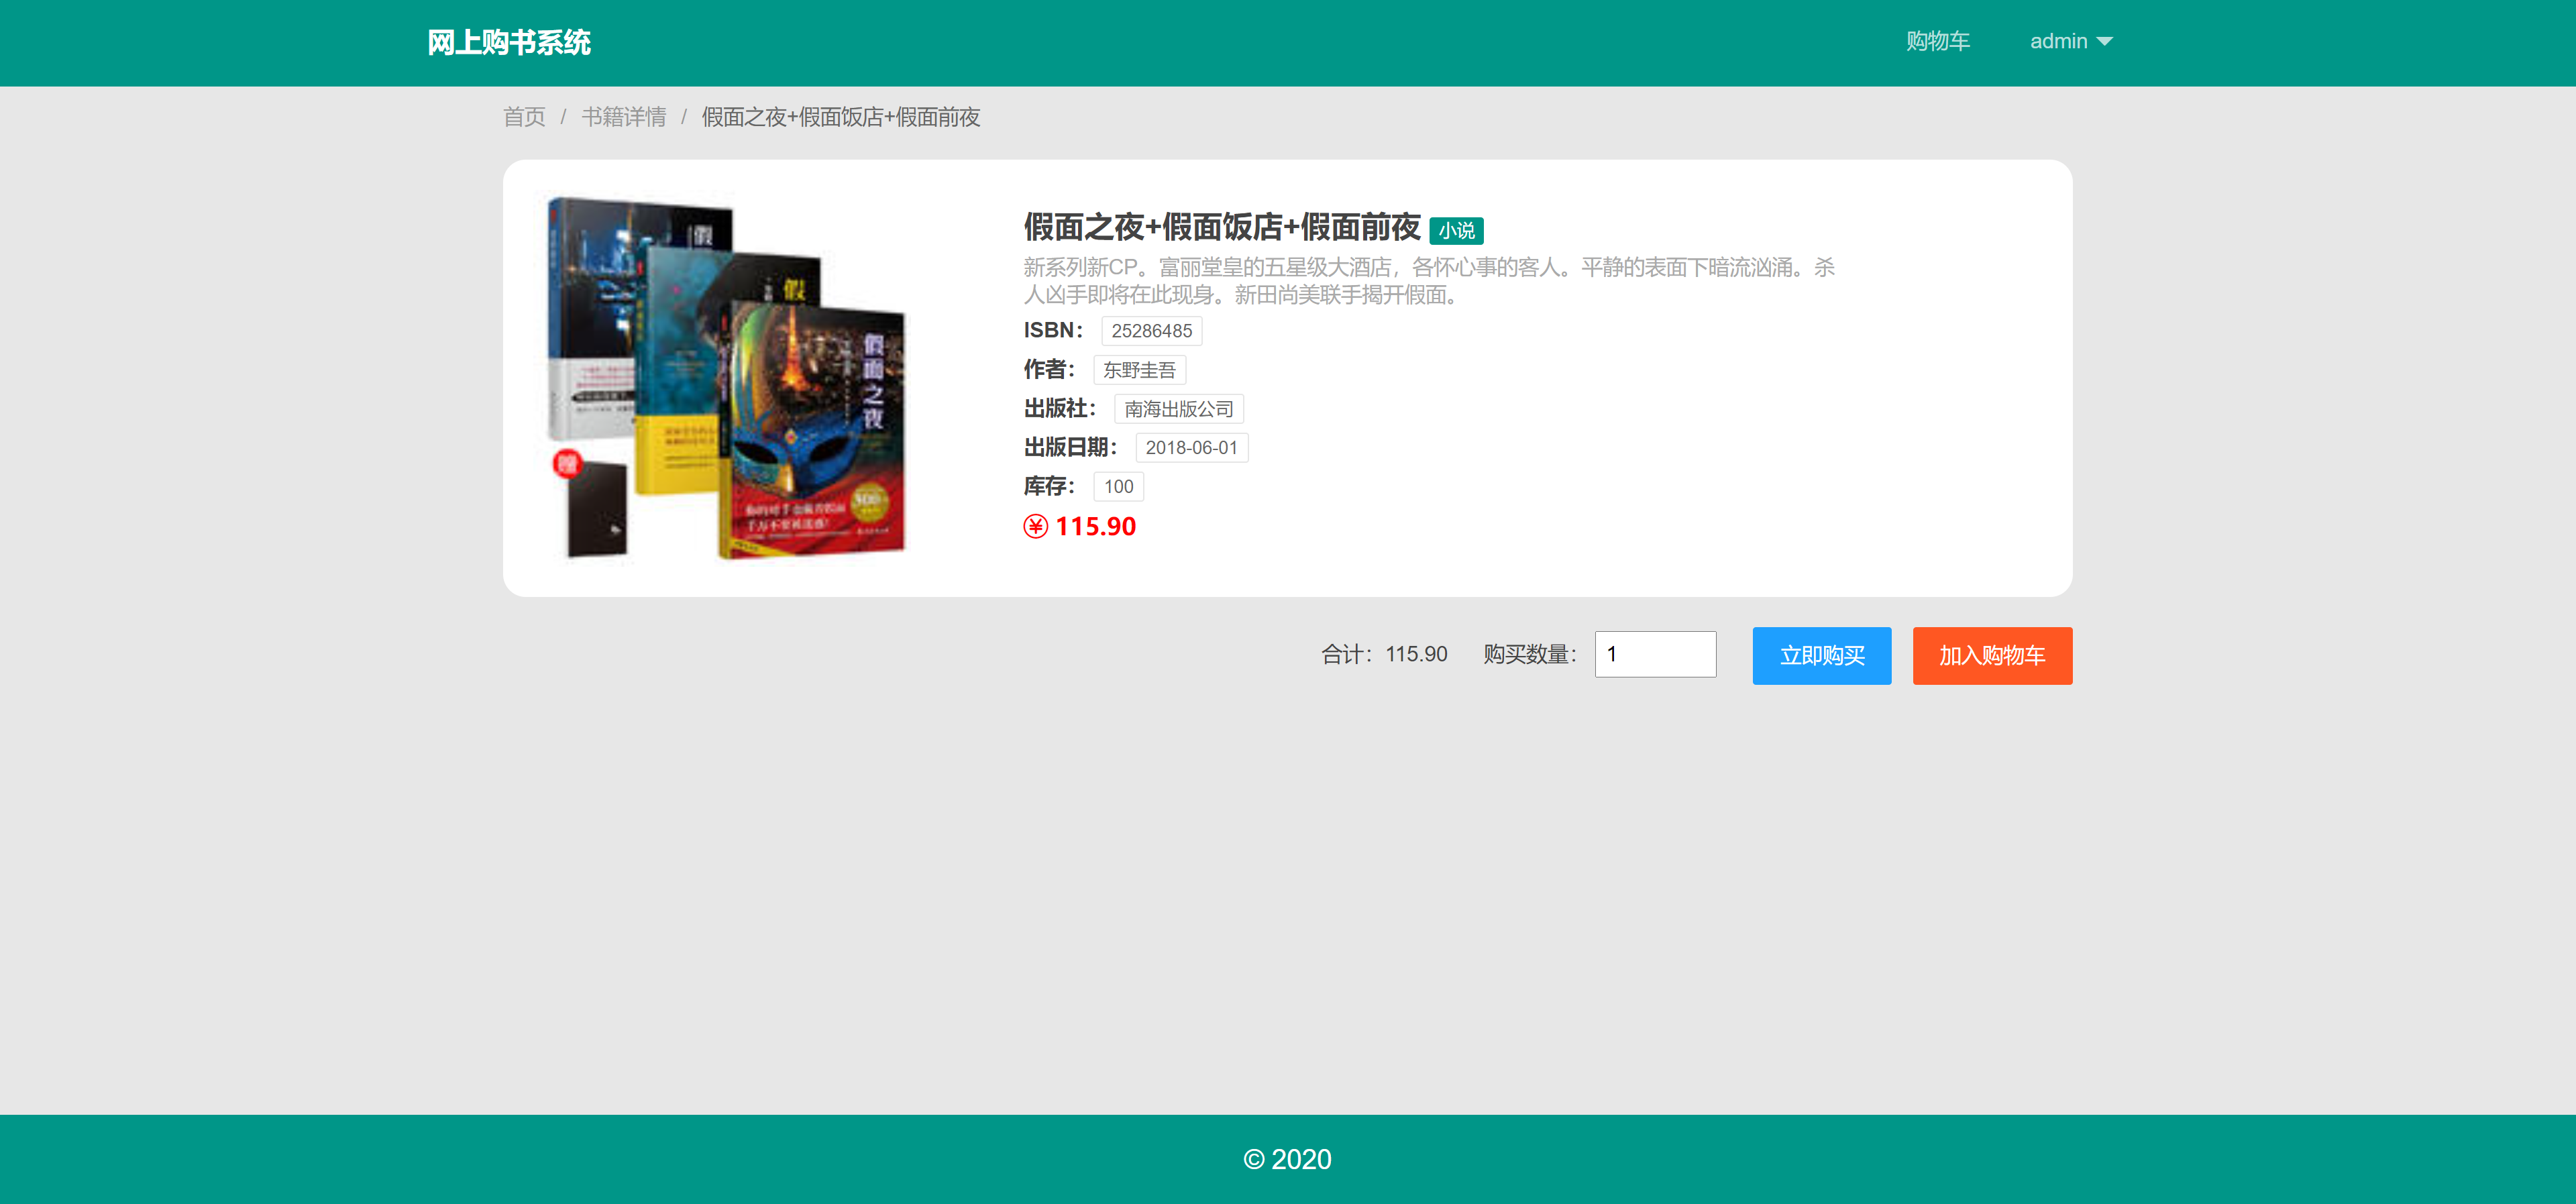 网上购书系统
购物车
admin
首页 / 书籍详情 / 假面之夜+假面饭店+假面前夜
假
假
假面之夜
赠
假面之夜+假面饭店+假面前夜 小说
新系列新CP。富丽堂皇的五星级大酒店，各怀心事的客人。平静的表面下暗流汹涌。杀
人凶手即将在此现身。新田尚美联手揭开假面。
ISBN： 25286485
作者： 东野圭吾
出版社： 南海出版公司
出版日期： 2018-06-01
库存： 100
¥ 115.90
合计：115.90 购买数量： 1 立即购买 加入购物车
© 2020